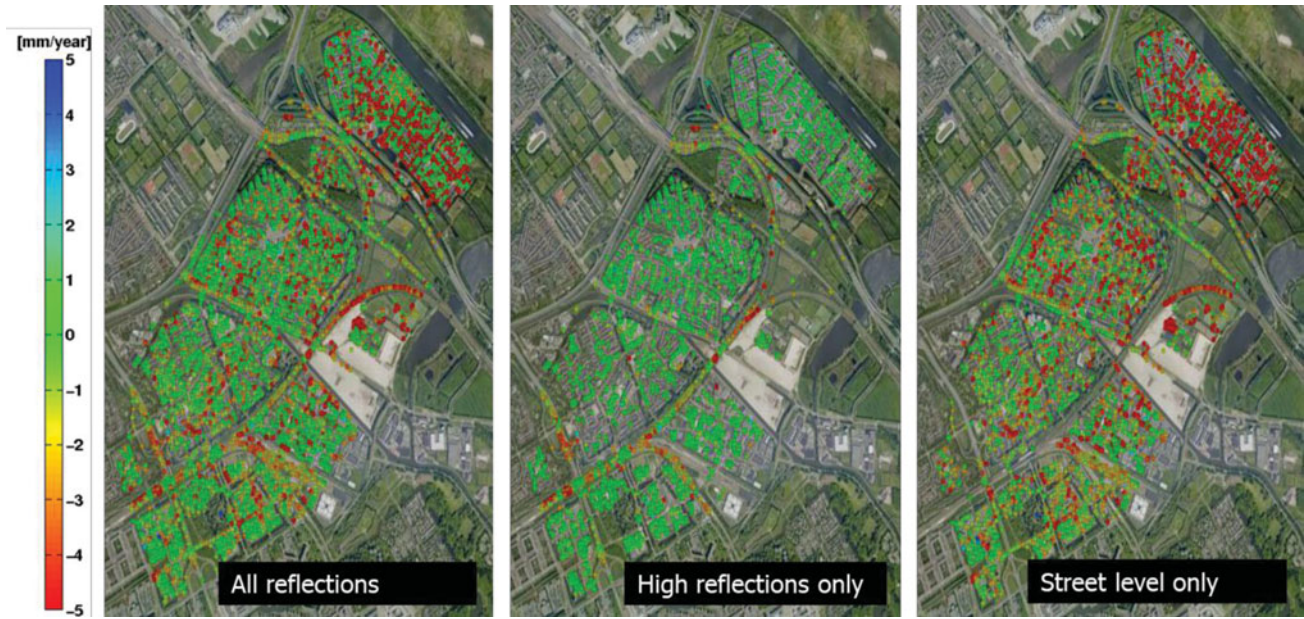 [mm/year]
5
4
3
2
1
0
−1
−2
−3
−4
−5
All reflections
High reflections only
Street level only